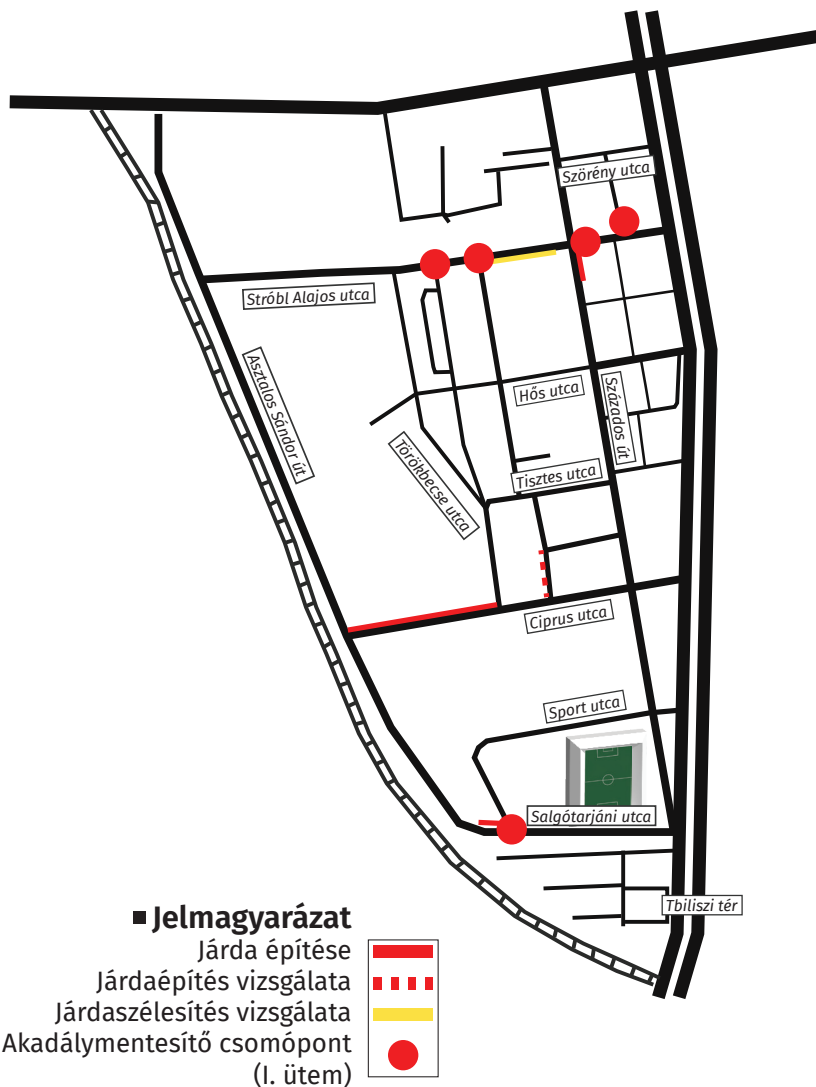 Szörény utca
Stróbl Alajos utca
Asztalos Sándor út
Hős utca
Százados út
Törökbecse utca
Tisztes utca
Ciprus utca
Sport utca
Salgótarjáni utca
Tbiliszi tér
Jelmagyarázat
Járda építése
Járdaépítés vizsgálata
Járdaszélesítés vizsgálata
Akadálymentesítő csomópont
(I. ütem)